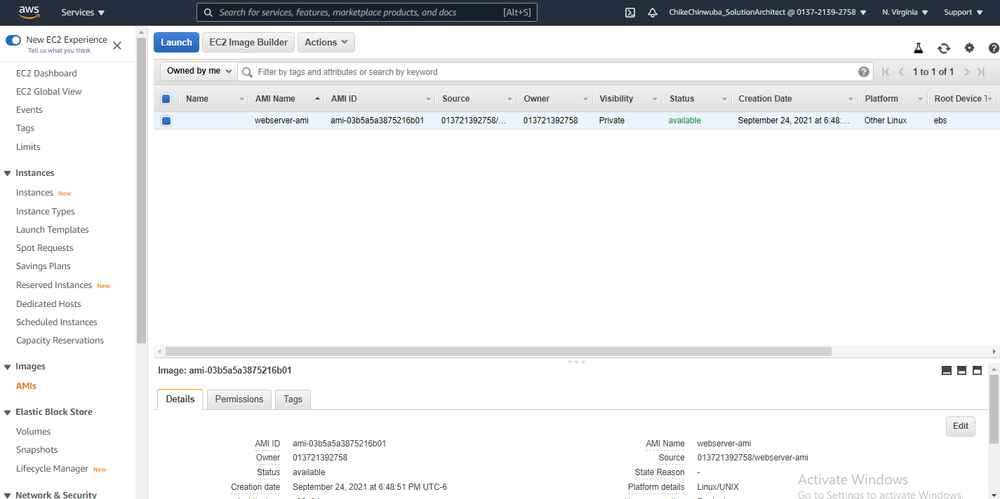 aws
Services
Search for services, features, marketplace products, and docs [Alt+S]
ChikeChinwuba_SolutionArchitect @ 0137-2139-2758
N. Virginia
Support
New EC2 Experience
Tell us what you think
EC2 Dashboard
EC2 Global View
Events
Tags
Limits
Instances
Instances New
Instance Types
Launch Templates
Spot Requests
Savings Plans
Reserved Instances New
Dedicated Hosts
Scheduled Instances
Capacity Reservations
Images
AMIs
Elastic Block Store
Volumes
Snapshots
Lifecycle Manager New
Network & Security
Launch EC2 Image Builder Actions
Owned by me Filter by tags and attributes or search by keyword 1 to 1 of 1
Name AMI Name AMI ID Source Owner Visibility Status Creation Date Platform Root Device T
webserver-ami ami-03b5a5a3875216b01 013721392758/... 013721392758 Private available September 24, 2021 at 6:48:... Other Linux ebs
Image: ami-03b5a5a3875216b01
Details Permissions Tags
Edit
AMI ID ami-03b5a5a3875216b01 AMI Name webserver-ami
Owner 013721392758 Source 013721392758/webserver-ami
Status available State Reason -
Creation date September 24, 2021 at 6:48:51 PM UTC-6 Platform details Linux/UNIX
Activate Windows
Go to Settings to activate Windows.